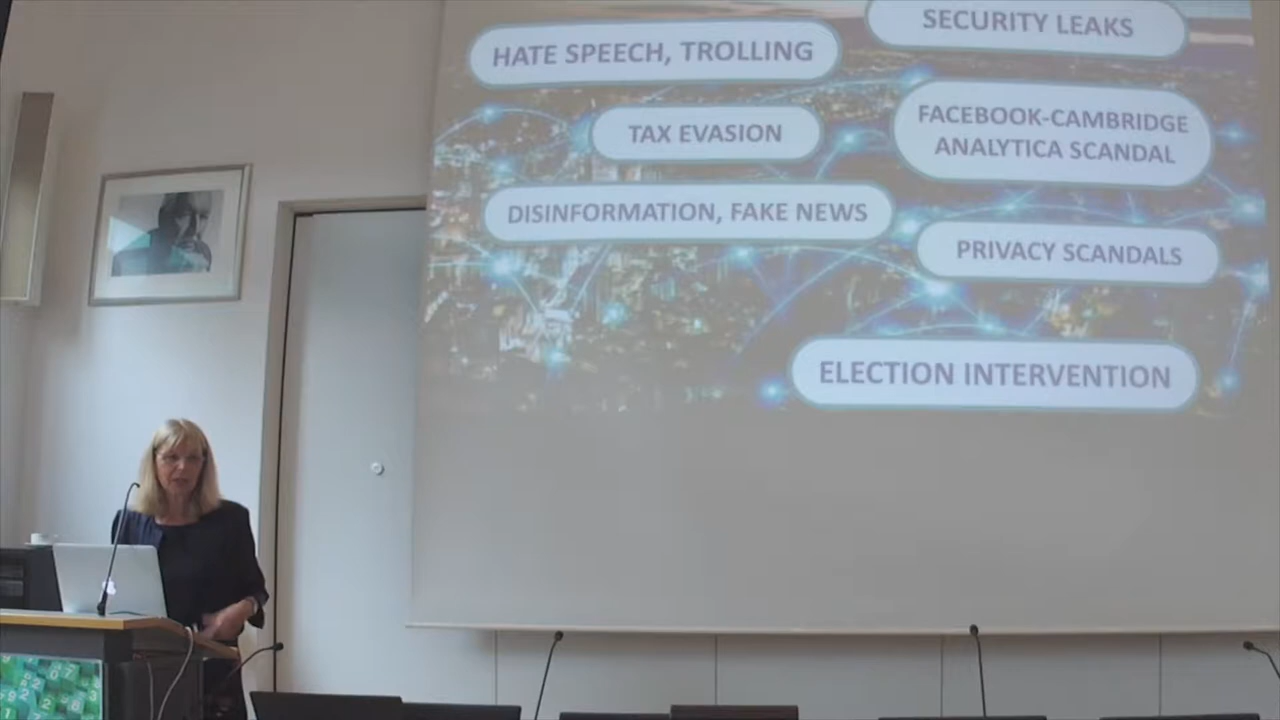 SECURITY LEAKS
HATE SPEECH, TROLLING
FACEBOOK-CAMBRIDGE
ANALYTICA SCANDAL
TAX EVASION
DISINFORMATION, FAKE NEWS
PRIVACY SCANDALS
ELECTION INTERVENTION